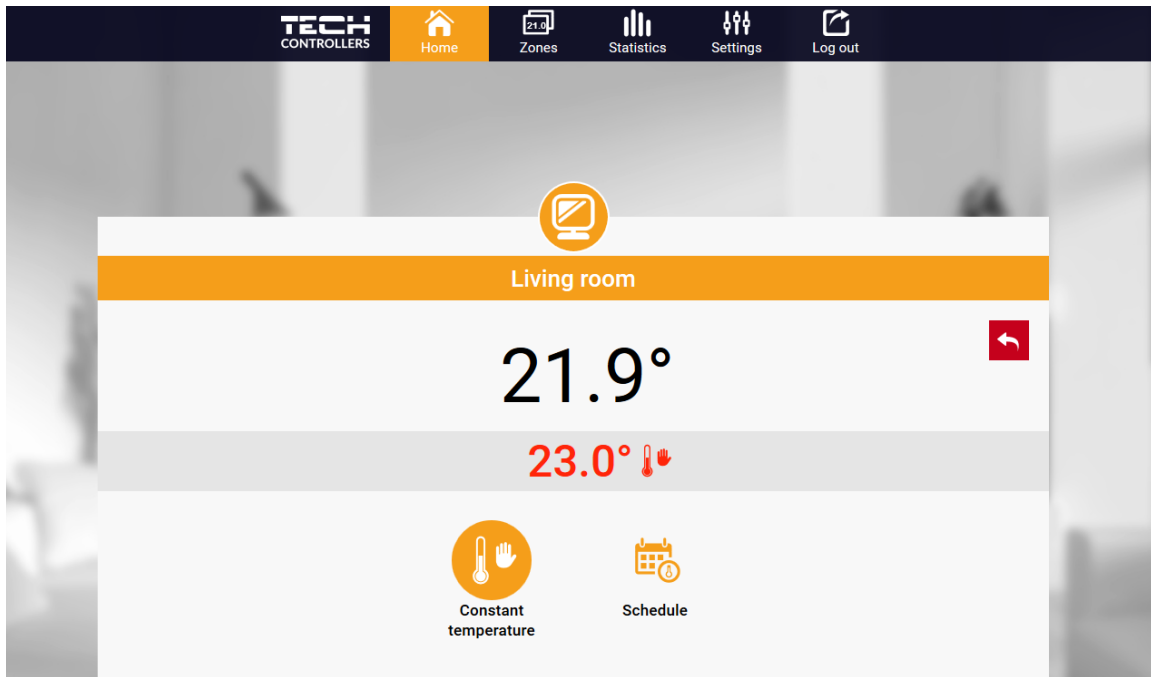 TECH
CONTROLLERS
Home
21.0
Zones
Statistics
Settings
Log out
Living room
21.9°
23.0°
Constant
temperature
Schedule